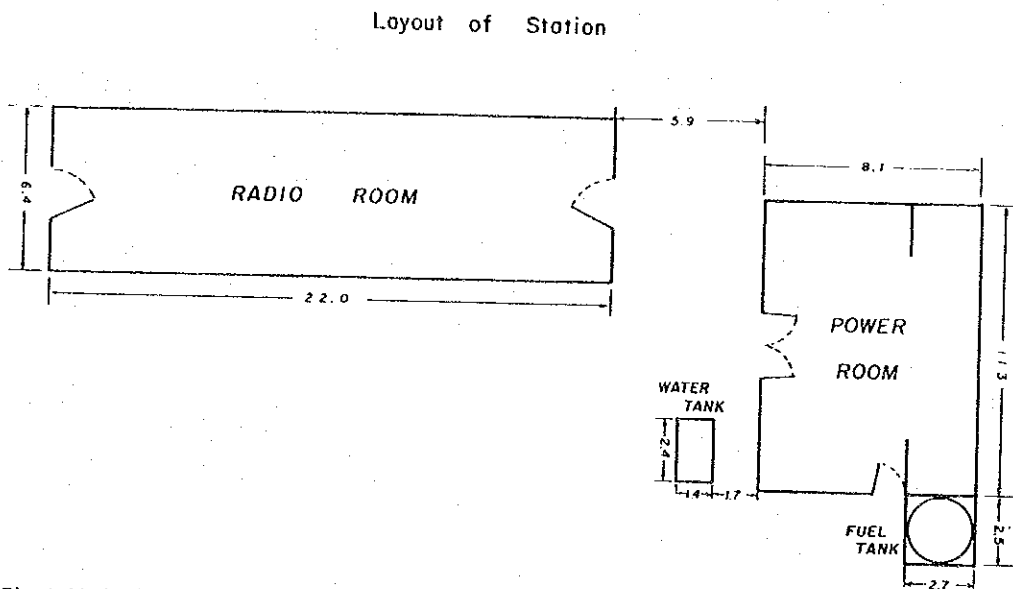 Layout of Station
5.9
8.1
6.4
RADIO ROOM
22.0
POWER
ROOM
11.3
WATER
TANK
2.4
1.4
1.7
FUEL
TANK
2.5
2.7